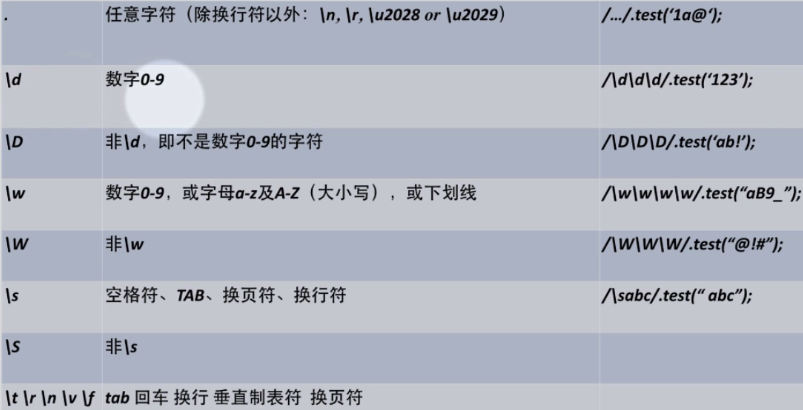 . 任意字符（除换行符以外：\n, \r, \u2028 or \u2029） /.../.test(‘1a@‘);
\d 数字0-9 /\d\d\d/.test(‘123’);
\D 非\d，即不是数字0-9的字符 /\D\D\D/.test(‘ab!’);
\w 数字0-9，或字母a-z及A-Z（大小写）, 或下划线 /\w\w\w\w/.test(“aB9_”);
\W 非\w /\W\W\W/.test(“@!#”);
\s 空格符、TAB、换页符、换行符 /\sabc/.test(“ abc”);
\S 非\s
\t \r \n \v \f tab 回车 换行 垂直制表符 换页符